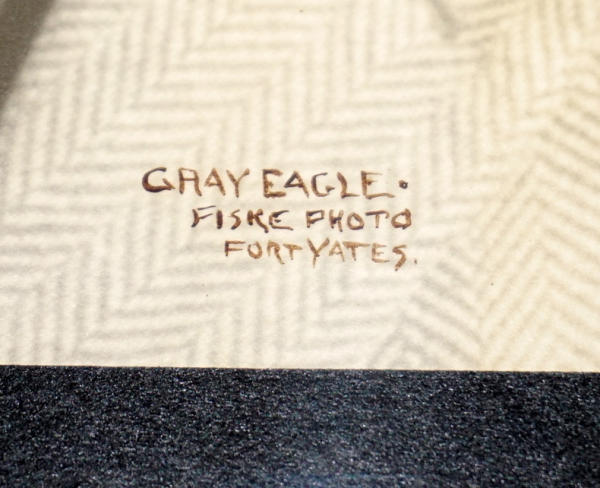 GRAY EAGLE.
FISKE PHOTO
FORT YATES.